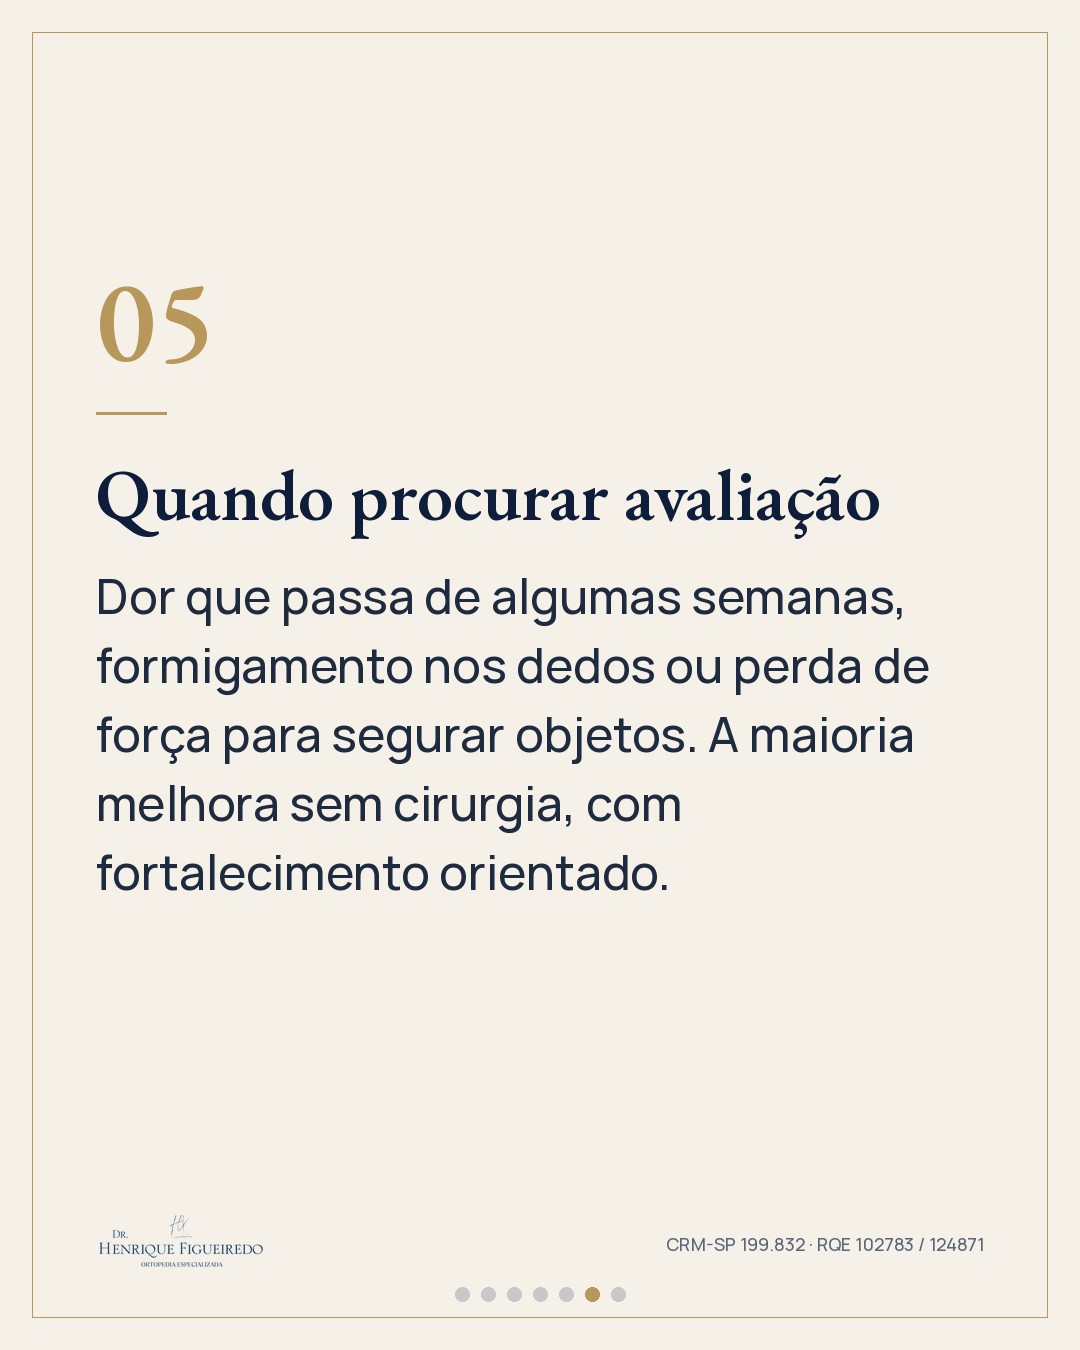 05
Quando procurar avaliação
Dor que passa de algumas semanas,
formigamento nos dedos ou perda de
força para segurar objetos. A maioria
melhora sem cirurgia, com
fortalecimento orientado.
DR.
HENRIQUE FIGUEIREDO
ORTOPEDIA ESPECIALIZADA
CRM-SP 199.832 · RQE 102783 / 124871